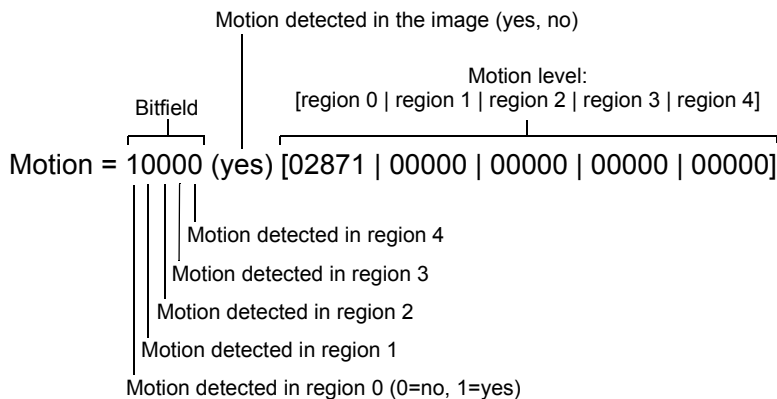 Motion detected in the image (yes, no)
Motion level:
[region 0 | region 1 | region 2 | region 3 | region 4]
Bitfield
Motion = 10000 (yes) [02871 | 00000 | 00000 | 00000 | 00000]
Motion detected in region 4
Motion detected in region 3
Motion detected in region 2
Motion detected in region 1
Motion detected in region 0 (0=no, 1=yes)